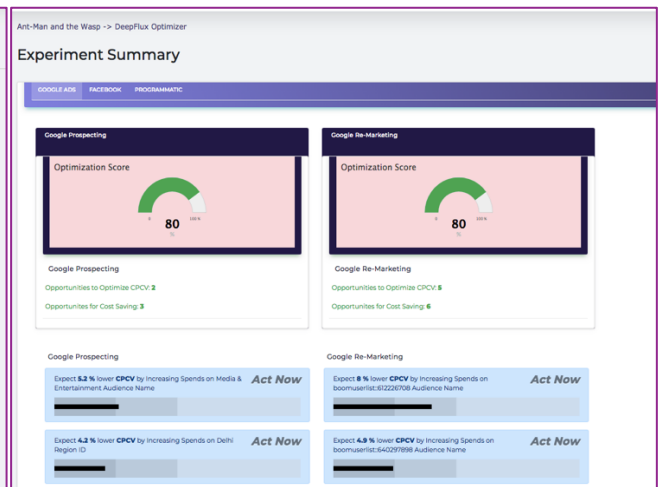 Ant-Man and the Wasp -> DeepFlux Optimizer
Experiment Summary
GOOGLE ADS FACEBOOK PROGRAMMATIC
Google Prospecting
Optimization Score
0 100 %
80
%
Google Prospecting
Opportunities to Optimize CPCV: 2
Opportunites for Cost Saving: 3
Google Re-Marketing
Optimization Score
0 100 %
80
%
Google Re-Marketing
Opportunities to Optimize CPCV: 5
Opportunites for Cost Saving: 6
Google Prospecting
Expect 5.2 % lower CPCV by Increasing Spends on Media &
Entertainment Audience Name
Act Now
Expect 4.2 % lower CPCV by Increasing Spends on Delhi
Region ID
Act Now
Google Re-Marketing
Expect 8 % lower CPCV by Increasing Spends on
boomuserlist::612226708 Audience Name
Act Now
Expect 4.9 % lower CPCV by Increasing Spends on
boomuserlist::640297898 Audience Name
Act Now